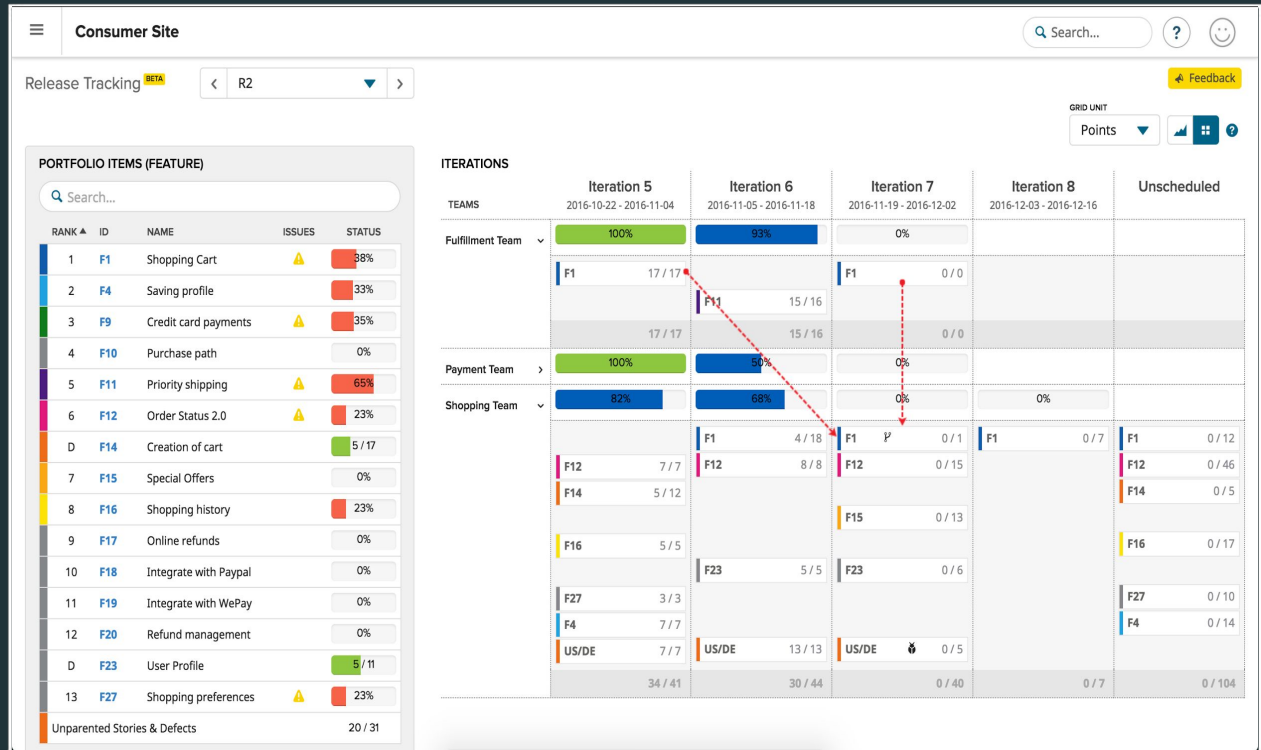 Consumer Site
Search...
?
Release Tracking BETA
R2
Feedback
GRID UNIT
Points
?
PORTFOLIO ITEMS (FEATURE)
Search...
RANK ID NAME ISSUES STATUS
1 F1 Shopping Cart 38%
2 F4 Saving profile 33%
3 F9 Credit card payments 35%
4 F10 Purchase path 0%
5 F11 Priority shipping 65%
6 F12 Order Status 2.0 23%
D F14 Creation of cart 5 / 17
7 F15 Special Offers 0%
8 F16 Shopping history 23%
9 F17 Online refunds 0%
10 F18 Integrate with Paypal 0%
11 F19 Integrate with WePay 0%
12 F20 Refund management 0%
D F23 User Profile 5 / 11
13 F27 Shopping preferences 23%
Unparented Stories & Defects 20 / 31
ITERATIONS
TEAMS
Iteration 5 Iteration 6 Iteration 7 Iteration 8 Unscheduled
2016-10-22 - 2016-11-04 2016-11-05 - 2016-11-18 2016-11-19 - 2016-12-02 2016-12-03 - 2016-12-16
Fulfillment Team 100% 93% 0%
F1 17 / 17 F1 0 / 0
F11 15 / 16
17 / 17 15 / 16 0 / 0
Payment Team 100% 50% 0%
Shopping Team 82% 68% 0% 0%
F1 4 / 18 F1 0 / 1 F1 0 / 7 F1 0 / 12
F12 7 / 7 F12 8 / 8 F12 0 / 15 F12 0 / 46
F14 5 / 12 F14 0 / 5
F15 0 / 13
F16 5 / 5 F16 0 / 17
F23 5 / 5 F23 0 / 6
F27 3 / 3 F27 0 / 10
F4 7 / 7 F4 0 / 14
US/DE 7 / 7 US/DE 13 / 13 US/DE 0 / 5
34 / 41 30 / 44 0 / 40 0 / 7 0 / 104